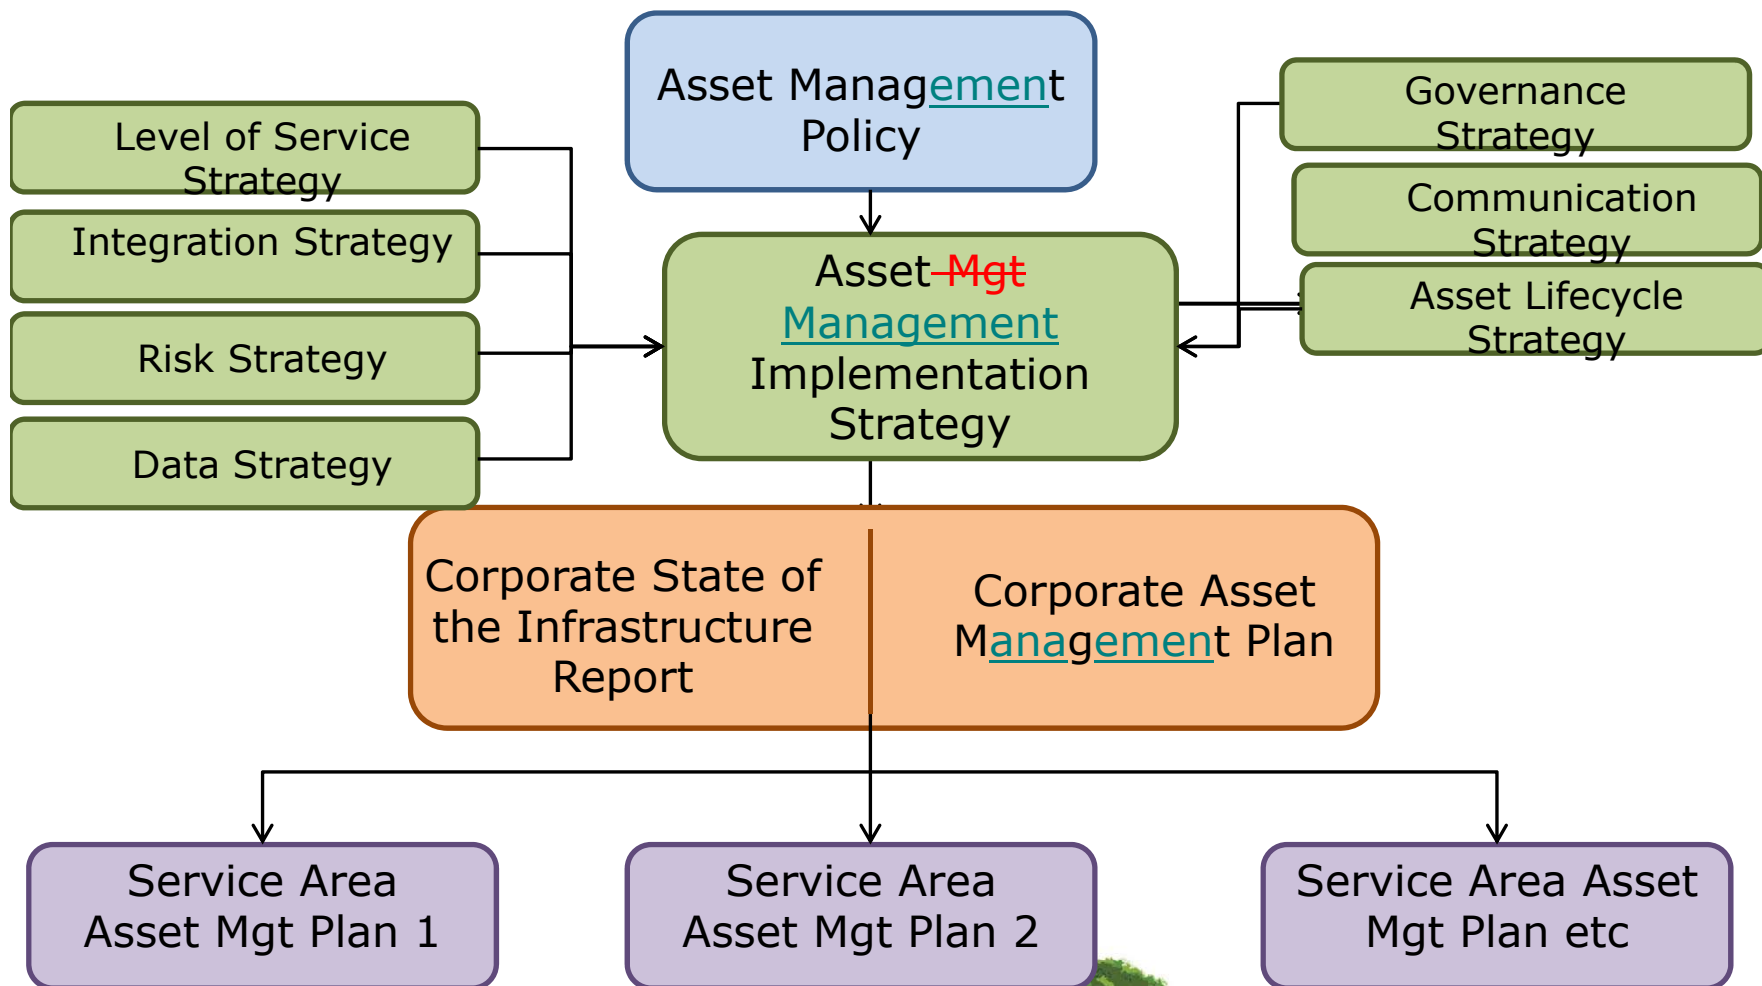 Asset Management
Policy
Level of Service
Strategy
Integration Strategy
Risk Strategy
Data Strategy
Governance
Strategy
Communication
Strategy
Asset Lifecycle
Strategy
Asset Mgt
Management
Implementation
Strategy
Corporate State of
the Infrastructure
Report
Corporate Asset
Management Plan
Service Area
Asset Mgt Plan 1
Service Area
Asset Mgt Plan 2
Service Area Asset
Mgt Plan etc